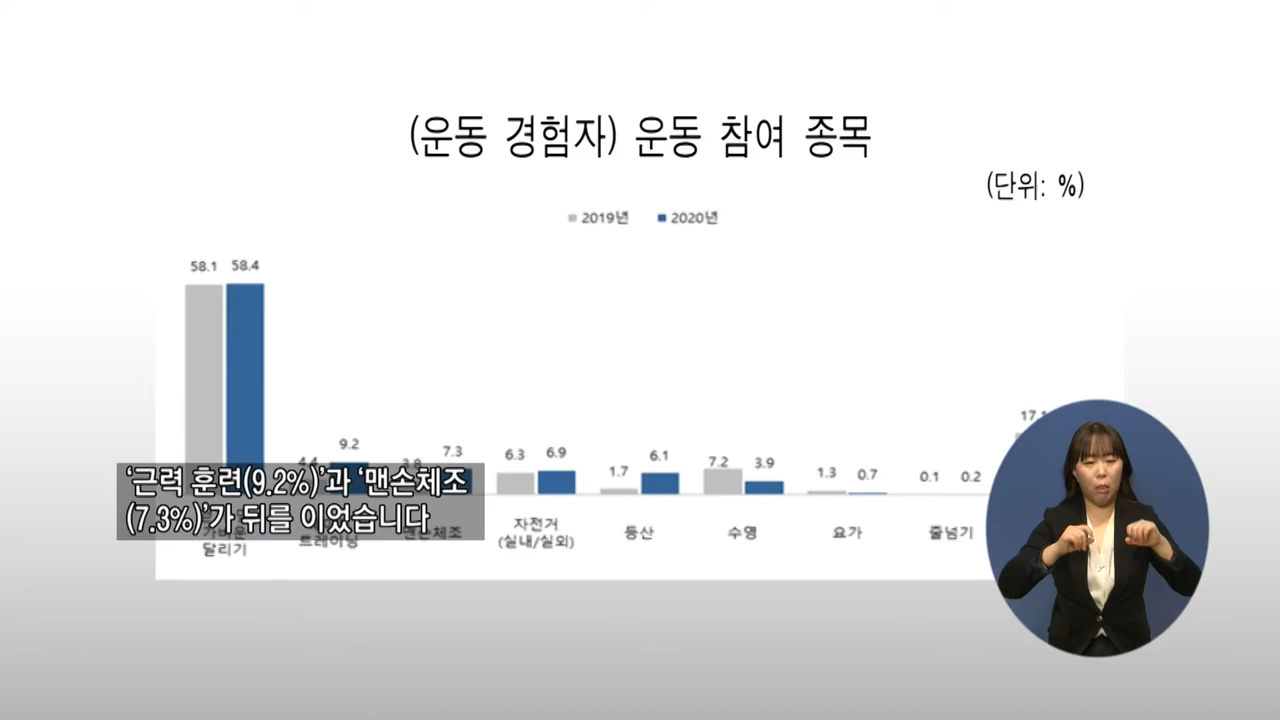 (운동 경험자) 운동 참여 종목
(단위: %)
2019년 2020년
58.1 58.4
9.2
7.3
6.3 6.9
1.7 6.1
7.2 3.9
1.3 0.7
0.1 0.2
‘근력 훈련(9.2%)’과 ‘맨손체조
(7.3%)’가 뒤를 이었습니다
달리기
트레이닝
자전거
(실내/실외)
등산
수영
요가
줄넘기